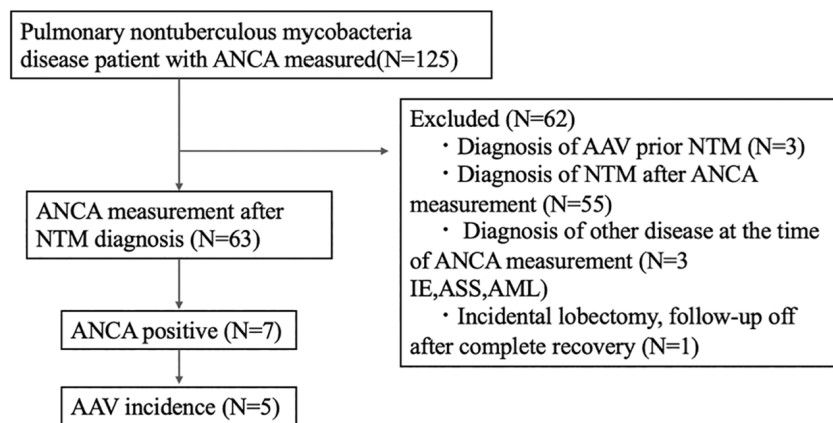 Pulmonary nontuberculous mycobacteria
disease patient with ANCA measured(N=125)
Excluded (N=62)
・Diagnosis of AAV prior NTM (N=3)
・Diagnosis of NTM after ANCA
measurement (N=55)
・ Diagnosis of other disease at the time
of ANCA measurement (N=3
IE,ASS,AML)
・Incidental lobectomy, follow-up off
after complete recovery (N=1)
ANCA measurement after
NTM diagnosis (N=63)
ANCA positive (N=7)
AAV incidence (N=5)